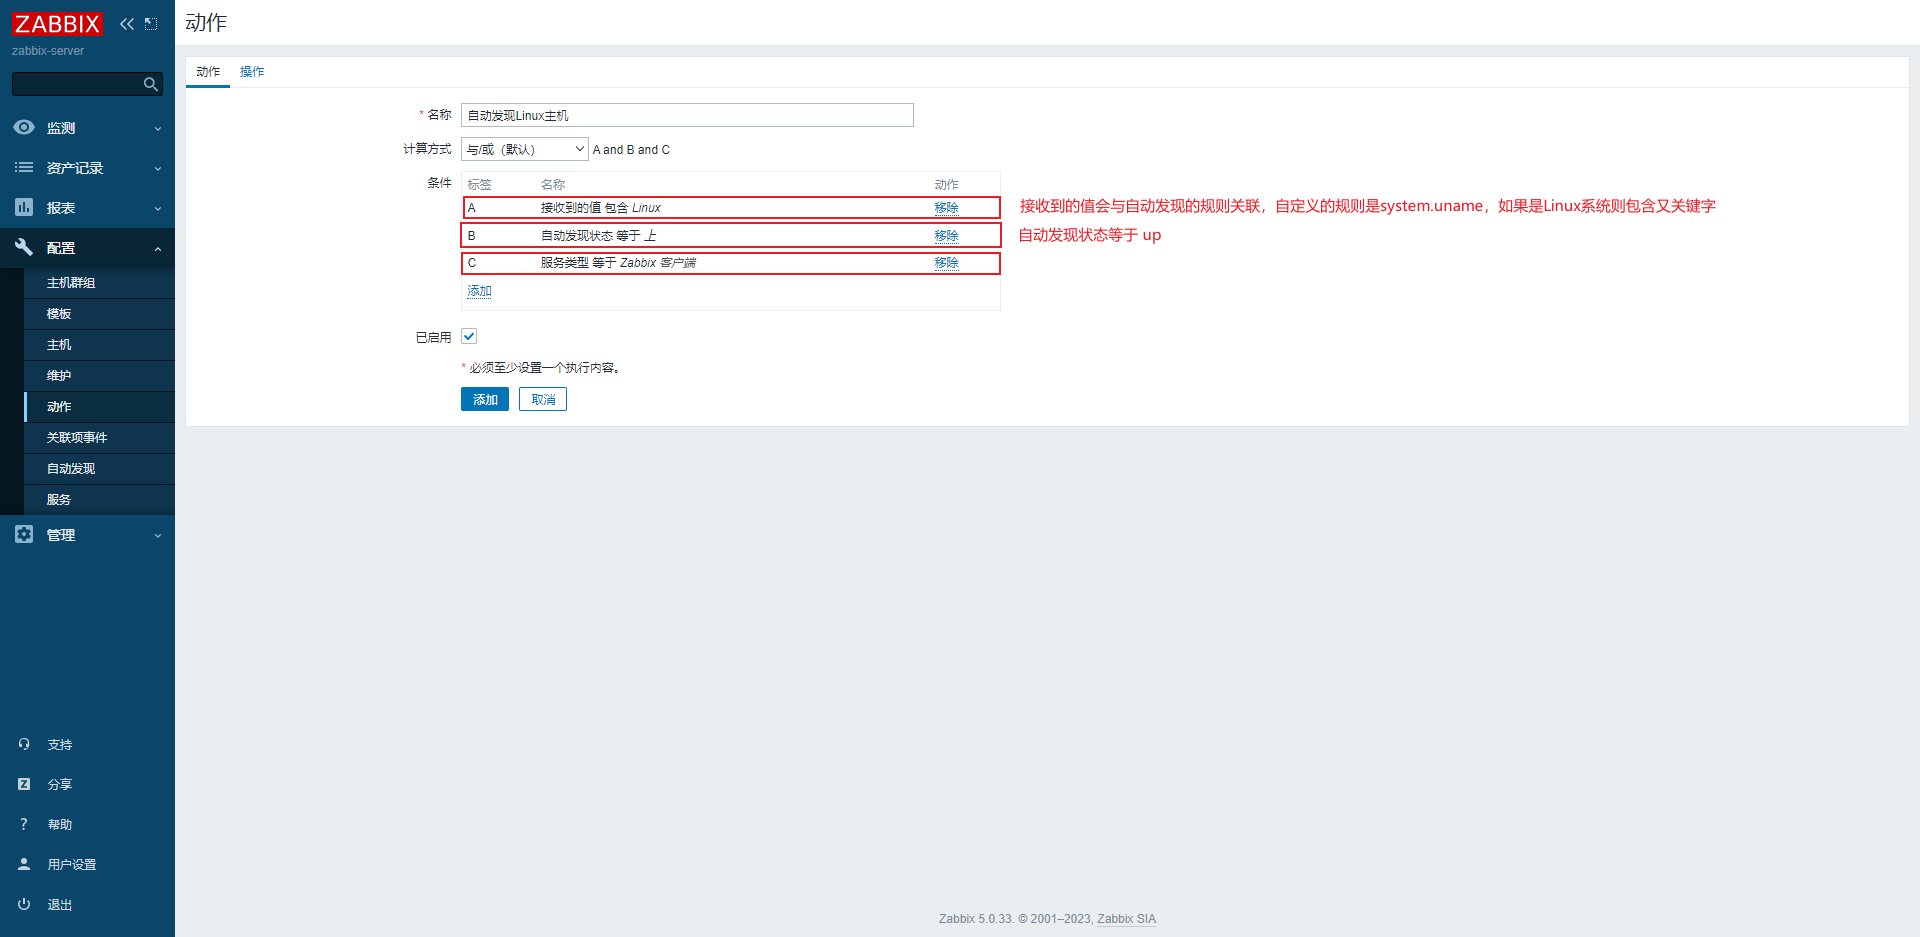 ZABBIX
zabbix-server
监测
资产记录
报表
配置
主机群组
模板
主机
维护
动作
关联项事件
自动发现
服务
管理
支持
Z 分享
? 帮助
用户设置
退出
动作
动作 操作
* 名称 自动发现Linux主机
计算方式 与/或（默认） A and B and C
条件 标签 名称 动作
A 接收到的值 包含 Linux 移除 接收到的值会与自动发现的规则关联，自定义的规则是system.uname，如果是Linux系统则包含又关键字
B 自动发现状态 等于 上 移除 自动发现状态等于 up
C 服务类型 等于 Zabbix 客户端 移除
添加
已启用
* 必须至少设置一个执行内容。
添加 取消
Zabbix 5.0.33. © 2001–2023, Zabbix SIA